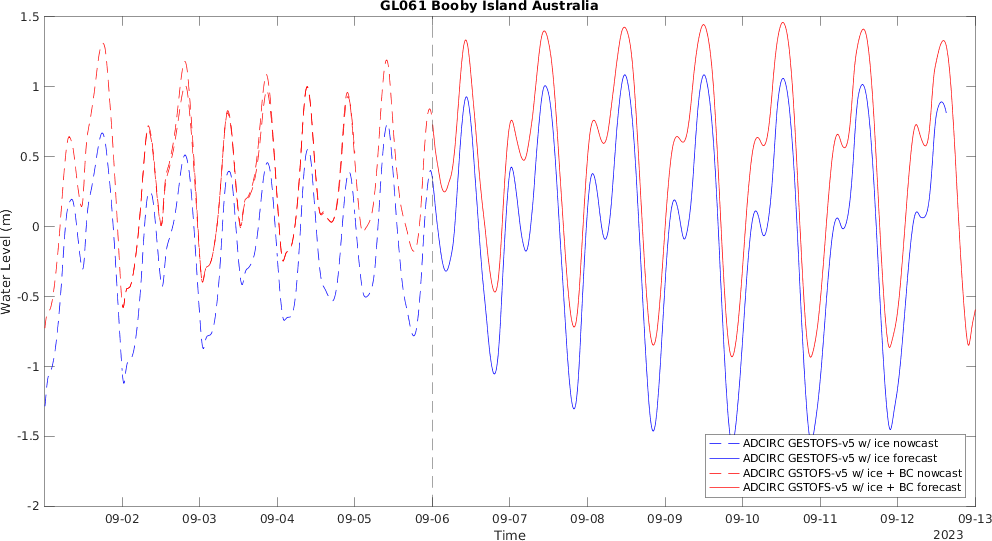 GL061 Booby Island Australia
Water Level (m)
1.5
1
0.5
0
-0.5
-1
-1.5
-2
09-02 09-03 09-04 09-05 09-06 09-07 09-08 09-09 09-10 09-11 09-12 09-13
Time
2023
ADCIRC GESTOFS-v5 w/ ice nowcast
ADCIRC GESTOFS-v5 w/ ice forecast
ADCIRC GSTOFS-v5 w/ ice + BC nowcast
ADCIRC GSTOFS-v5 w/ ice + BC forecast